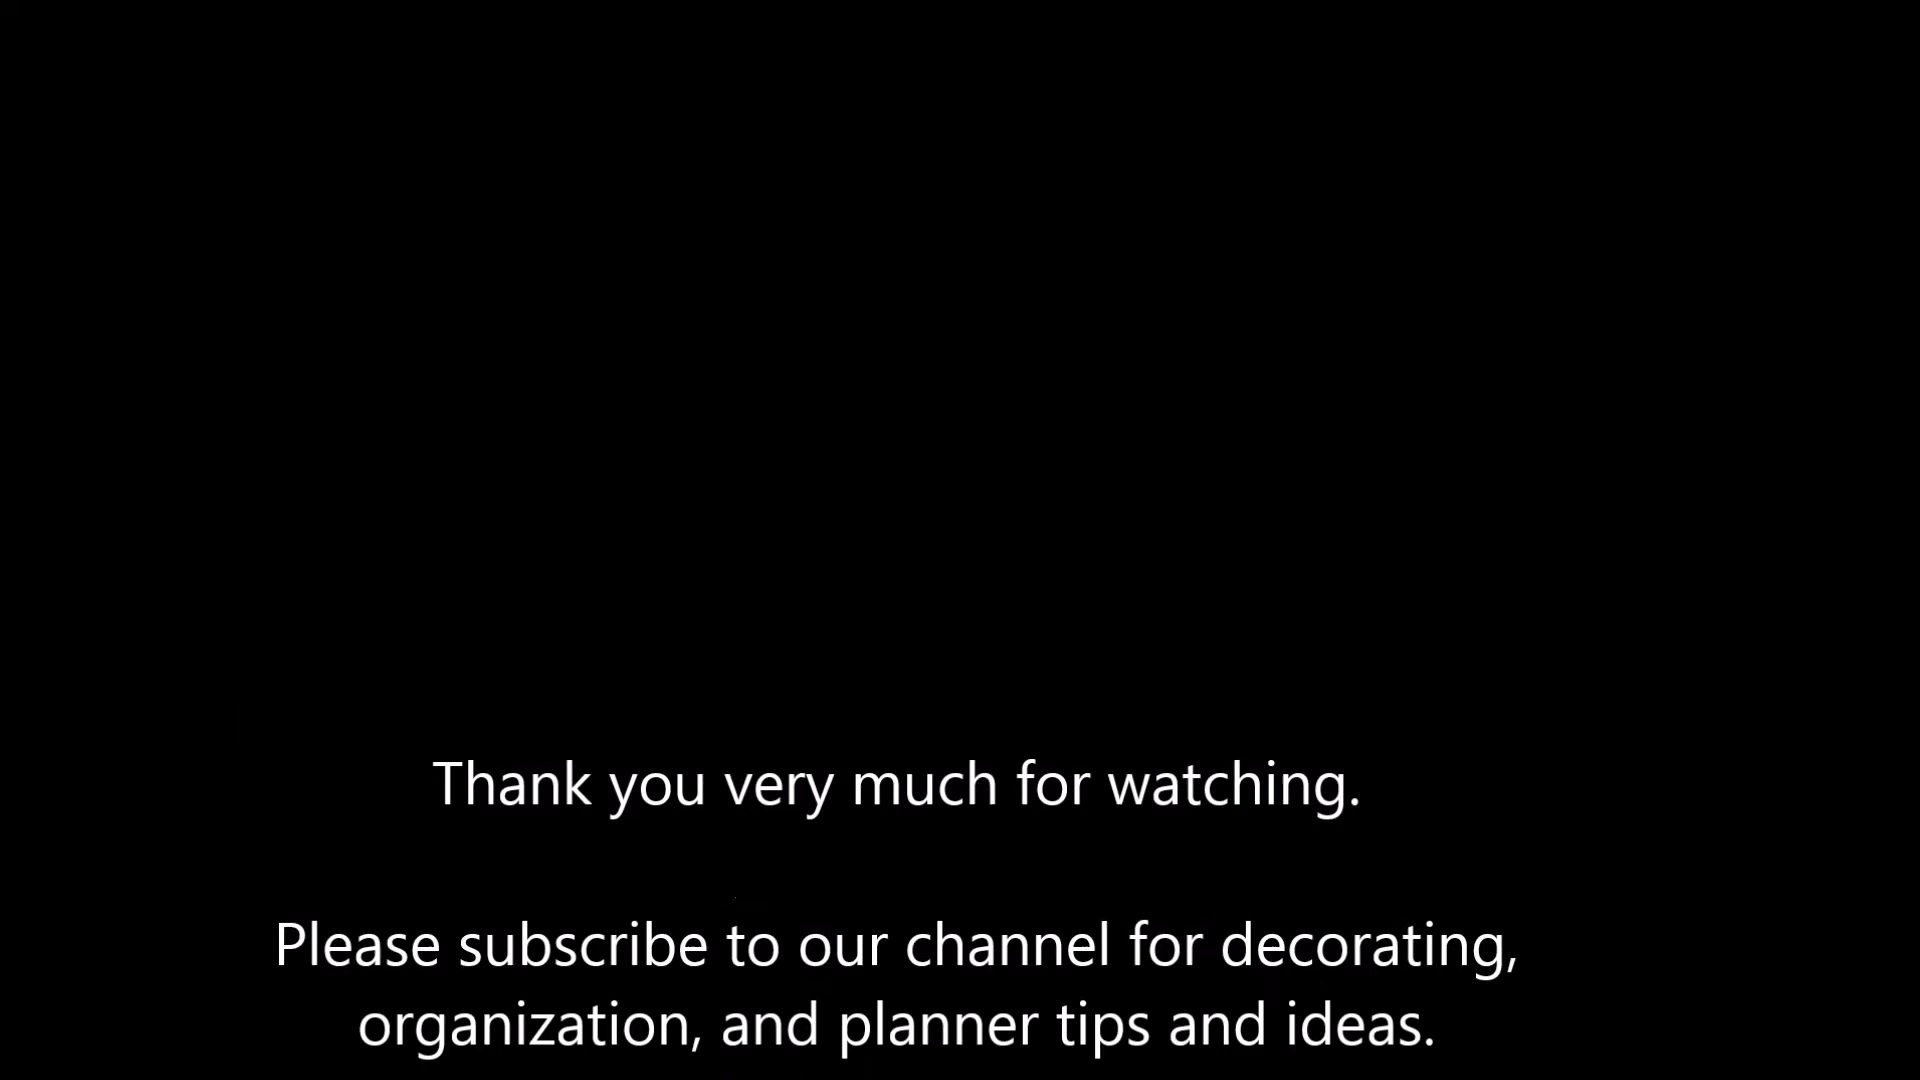 Thank you very much for watching.
Please subscribe to our channel for decorating,
organization, and planner tips and ideas.